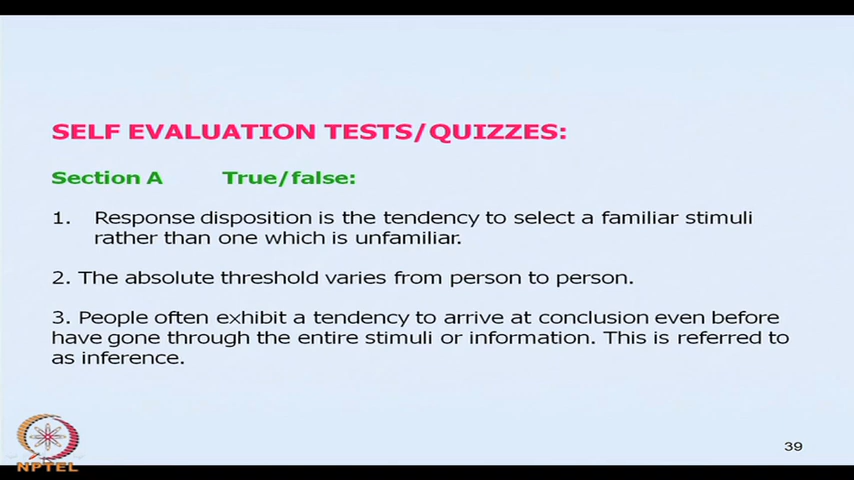 SELF EVALUATION TESTS/QUIZZES:
Section A True/false:
1. Response disposition is the tendency to select a familiar stimuli
rather than one which is unfamiliar.
2. The absolute threshold varies from person to person.
3. People often exhibit a tendency to arrive at conclusion even before
have gone through the entire stimuli or information. This is referred to
as inference.
39
NPTEL